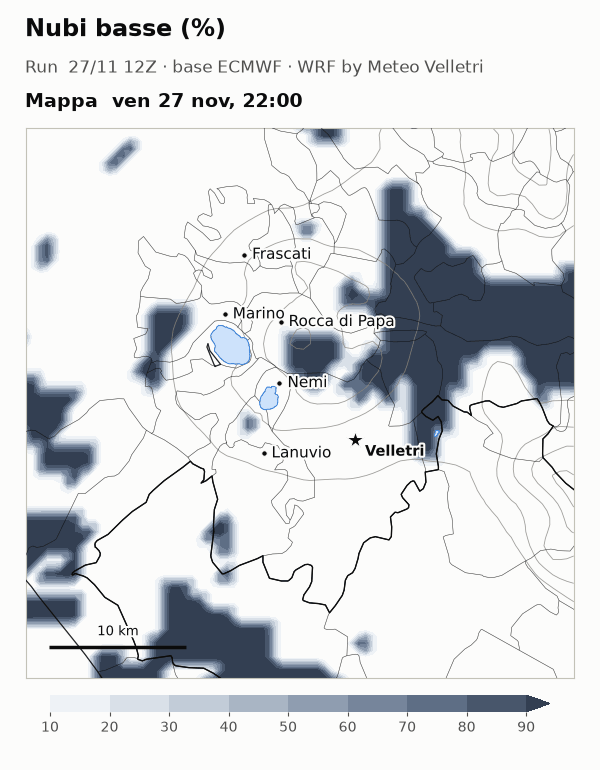 Nubi basse (%)
Run  27/11 12Z · base ECMWF · WRF by Meteo Velletri
Mappa  ven 27 nov, 22:00
Frascati
Marino
Rocca di Papa
Nemi
Velletri
Lanuvio
10 km
10 20 30 40 50 60 70 80 90